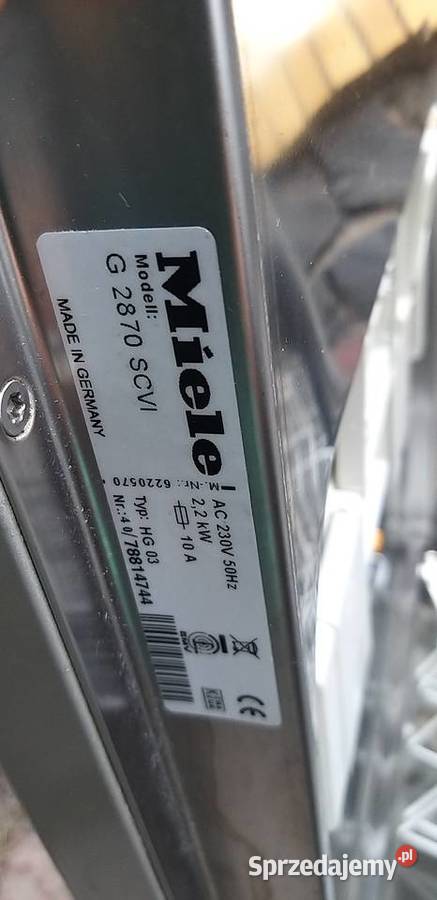 Miele
Modell:
G 2870 SCVI
MADE IN GERMANY
M.-Nr.: 6220570
AC 230V 50Hz
2,2 kW
10 A
Typ: HG 03
Nr.:40/78814744
CE
Sprzedajemy.pl